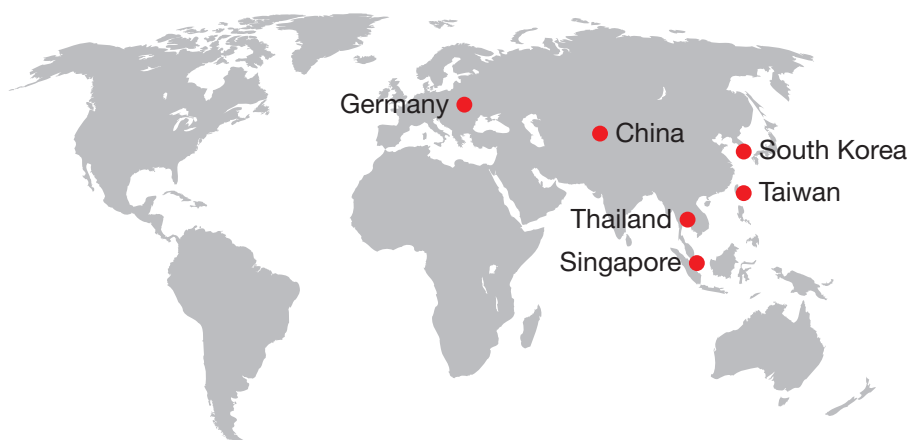 Germany
China
South Korea
Taiwan
Thailand
Singapore